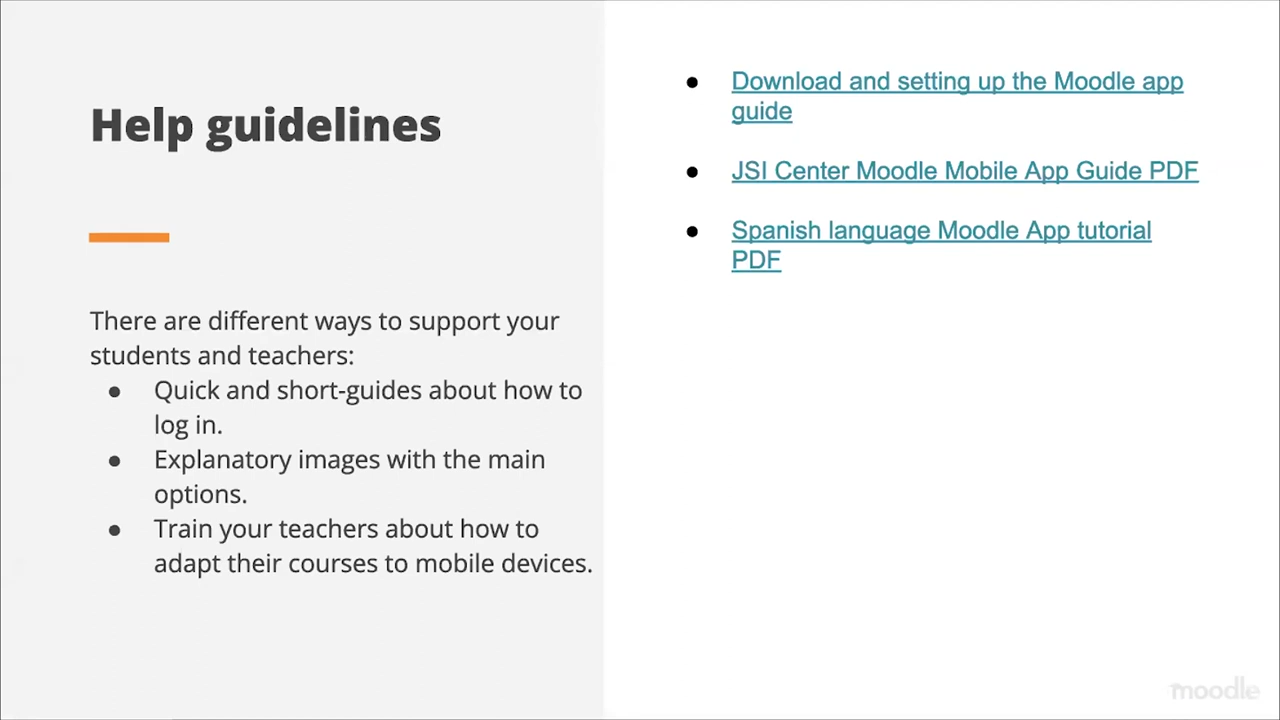 Help guidelines
There are different ways to support your
students and teachers:
● Quick and short-guides about how to
log in.
● Explanatory images with the main
options.
● Train your teachers about how to
adapt their courses to mobile devices.
● Download and setting up the Moodle app
guide
● JSI Center Moodle Mobile App Guide PDF
● Spanish language Moodle App tutorial
PDF
moodle